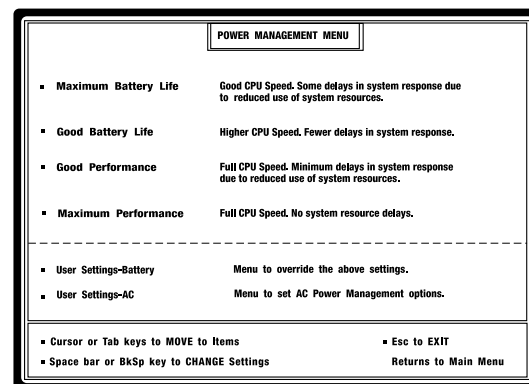 POWER MANAGEMENT MENU
▪ Maximum Battery Life Good CPU Speed. Some delays in system response due
to reduced use of system resources.
▪ Good Battery Life Higher CPU Speed. Fewer delays in system response.
▪ Good Performance Full CPU Speed. Minimum delays in system response
due to reduced use of system resources.
▪ Maximum Performance Full CPU Speed. No system resource delays.
▪ User Settings-Battery Menu to override the above settings.
▪ User Settings-AC Menu to set AC Power Management options.
▪ Cursor or Tab keys to MOVE to Items ▪ Esc to EXIT
▪ Space bar or BkSp key to CHANGE Settings Returns to Main Menu